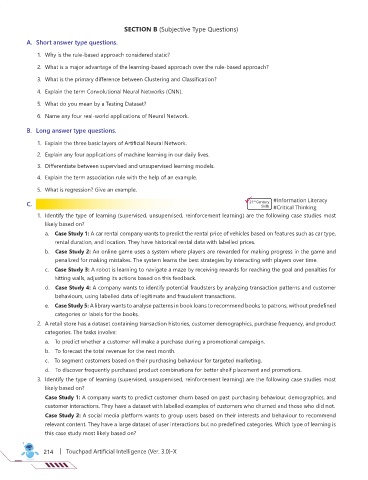 SECTION B (Subjective Type Questions)
A. Short answer type questions.
1. Why is the rule-based approach considered static?
2. What is a major advantage of the learning-based approach over the rule-based approach?
3. What is the primary difference between Clustering and Classification?
4. Explain the term Convolutional Neural Networks (CNN).
5. What do you mean by a Testing Dataset?
6. Name any four real-world applications of Neural Network.
B. Long answer type questions.
1. Explain the three basic layers of Artificial Neural Network.
2. Explain any four applications of machine learning in our daily lives.
3. Differentiate between supervised and unsupervised learning models.
4. Explain the term association rule with the help of an example.
5. What is regression? Give an example.
C.
21st Century Skills
#Information Literacy
#Critical Thinking
1. Identify the type of learning (supervised, unsupervised, reinforcement learning) are the following case studies most
likely based on?
a. Case Study 1: A car rental company wants to predict the rental price of vehicles based on features such as car type,
rental duration, and location. They have historical rental data with labelled prices.
b. Case Study 2: An online game uses a system where players are rewarded for making progress in the game and
penalized for making mistakes. The system learns the best strategies by interacting with players over time.
c. Case Study 3: A robot is learning to navigate a maze by receiving rewards for reaching the goal and penalties for
hitting walls, adjusting its actions based on this feedback.
d. Case Study 4: A company wants to identify potential fraudsters by analyzing transaction patterns and customer
behaviours, using labelled data of legitimate and fraudulent transactions.
e. Case Study 5: A library wants to analyse patterns in book loans to recommend books to patrons, without predefined
categories or labels for the books.
2. A retail store has a dataset containing transaction histories, customer demographics, purchase frequency, and product
categories. The tasks involve:
a. To predict whether a customer will make a purchase during a promotional campaign.
b. To forecast the total revenue for the next month.
c. To segment customers based on their purchasing behaviour for targeted marketing.
d. To discover frequently purchased product combinations for better shelf placement and promotions.
3. Identify the type of learning (supervised, unsupervised, reinforcement learning) are the following case studies most
likely based on?
Case Study 1: A company wants to predict customer churn based on past purchasing behaviour, demographics, and
customer interactions. They have a dataset with labelled examples of customers who churned and those who did not.
Case Study 2: A social media platform wants to group users based on their interests and behaviour to recommend
relevant content. They have a large dataset of user interactions but no predefined categories. Which type of learning is
this case study most likely based on?
214 | Touchpad Artificial Intelligence (Ver. 3.0)-X